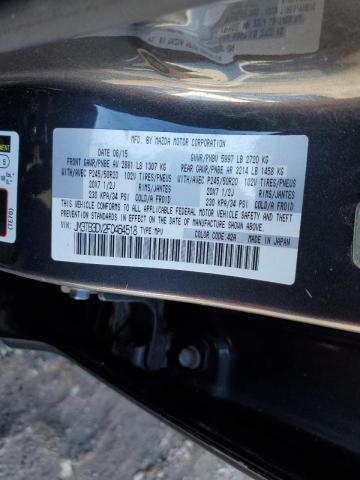 MFD. BY MAZDA MOTOR CORPORATION
DATE 06/15 GVWR/PNBV 5997 LB 2720 KG
FRONT GAWR/PNBE AV 2881 LB 1307 KG REAR GAWR/PNBE AR 3214 LB 1458 KG
WITH/AVEC P245/50R20 102V TIRES/PNEUS WITH/AVEC P245/50R20 102V TIRES/PNEUS
20X7 1/2J RIMS/JANTES 20X7 1/2J RIMS/JANTES
230 KPA/34 PSI COLD/A FROID 230 KPA/34 PSI COLD/A FROID
THIS VEHICLE CONFORMS TO ALL APPLICABLE FEDERAL MOTOR VEHICLE SAFETY, BUMPER, AND THEFT PREVENTION
STANDARDS IN EFFECT ON THE DATE OF MANUFACTURE SHOWN ABOVE.
JM3TB3DV2F0464518 TYPE:MPV COLOR CODE:42A MADE IN JAPAN
5
(TE70)